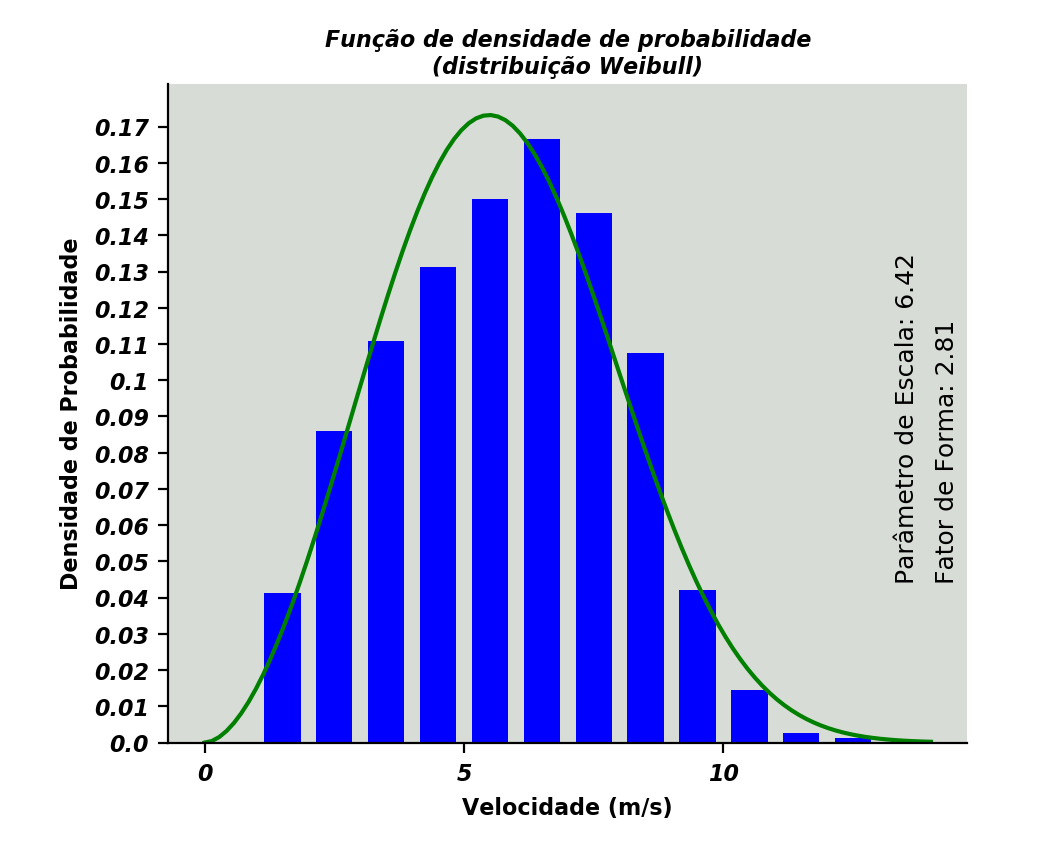 Função de densidade de probabilidade
(distribuição Weibull)
Densidade de Probabilidade
0.17
0.16
0.15
0.14
0.13
0.12
0.11
0.1
0.09
0.08
0.07
0.06
0.05
0.04
0.03
0.02
0.01
0.0
Parâmetro de Escala: 6.42
Fator de Forma: 2.81
0 5 10
Velocidade (m/s)